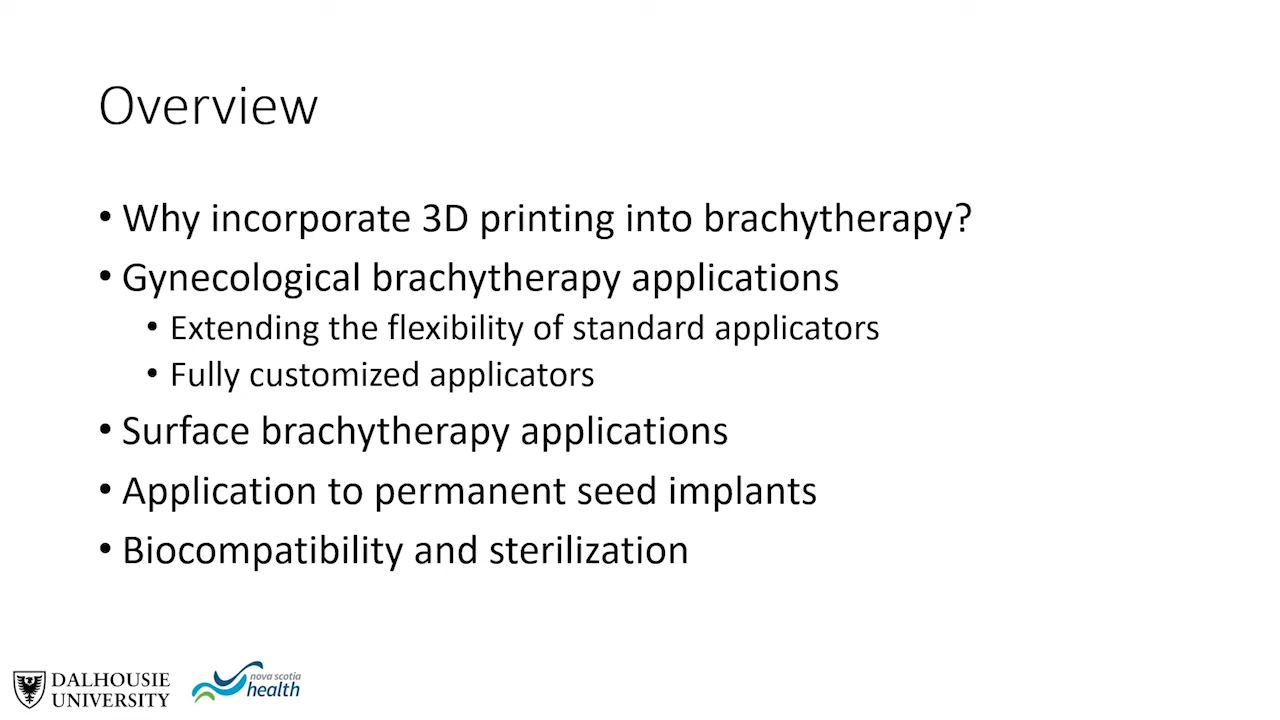 Overview
• Why incorporate 3D printing into brachytherapy?
• Gynecological brachytherapy applications
• Extending the flexibility of standard applicators
• Fully customized applicators
• Surface brachytherapy applications
• Application to permanent seed implants
• Biocompatibility and sterilization
DALHOUSIE
UNIVERSITY
nova scotia
health